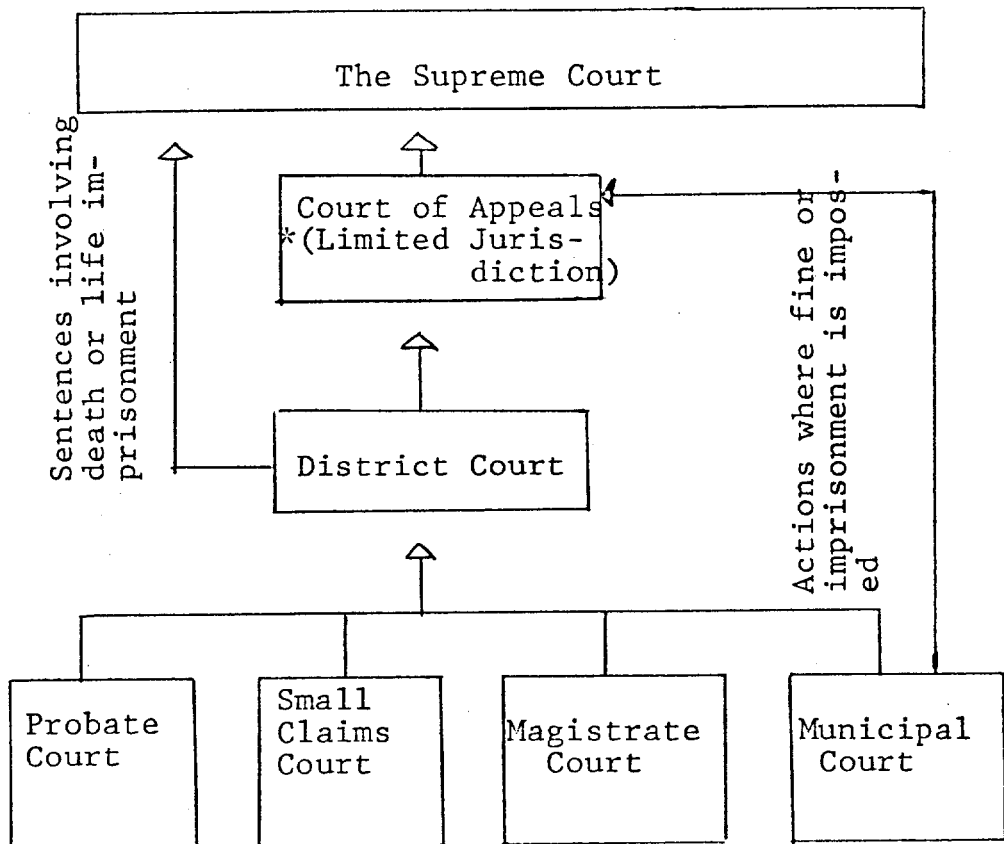 The Supreme Court
Sentences involving
death or life im-
prisonment
Court of Appeals
*(Limited Juris-
diction)
Actions where fine or
imprisonment is impos-
ed
District Court
Probate
Court
Small
Claims
Court
Magistrate
Court
Municipal
Court